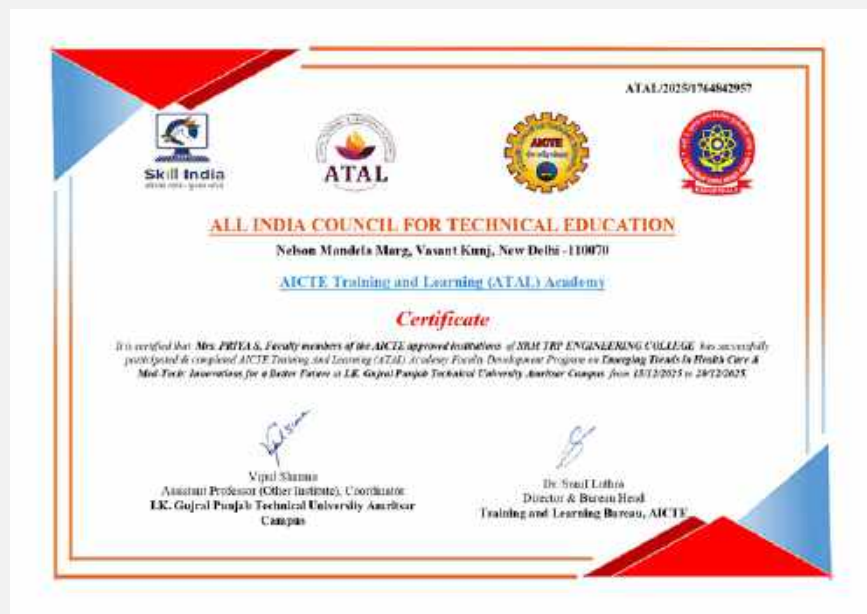 ATAL/2025/1764842957
Skill India
ATAL
AICTE
ALL INDIA COUNCIL FOR TECHNICAL EDUCATION
Nelson Mandela Marg, Vasant Kunj, New Delhi -110070
AICTE Training and Learning (ATAL) Academy
Certificate
It is certified that Mrs. PRIYA S, Faculty members of the AICTE approved institutions of SRM TRP ENGINEERING COLLEGE has successfully
participated & completed AICTE Training and Learning (ATAL) Academy Faculty Development Program on Emerging Trends in Health Care &
Med-Tech: Innovations for a Better Future at I.K. Gujral Punjab Technical University Amritsar Campus from 15/12/2025 to 20/12/2025.
Vipul Sharma
Assistant Professor (Other Institute), Coordinator
I.K. Gujral Punjab Technical University Amritsar
Campus
Dr. Sunil Luthra
Director & Bureau Head
Training and Learning Bureau, AICTE